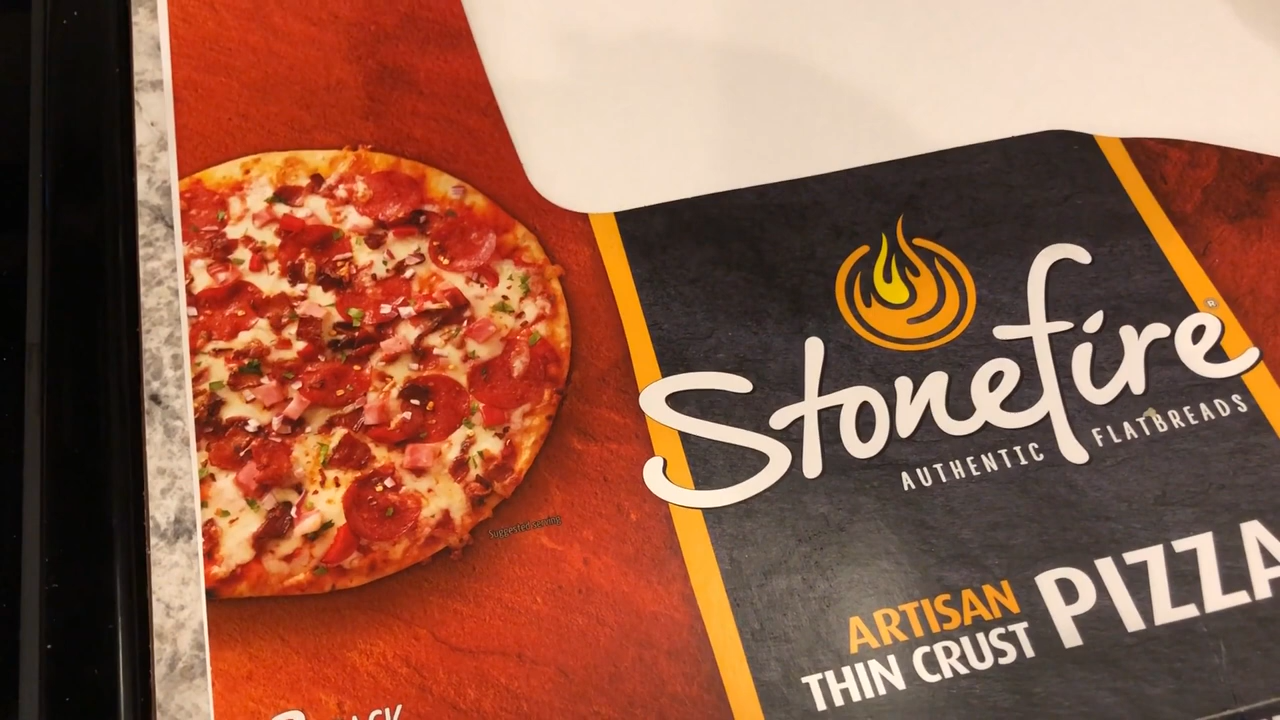 Stonefire®
AUTHENTIC FLATBREADS
Suggested serving
ARTISAN
THIN CRUST
PIZZA